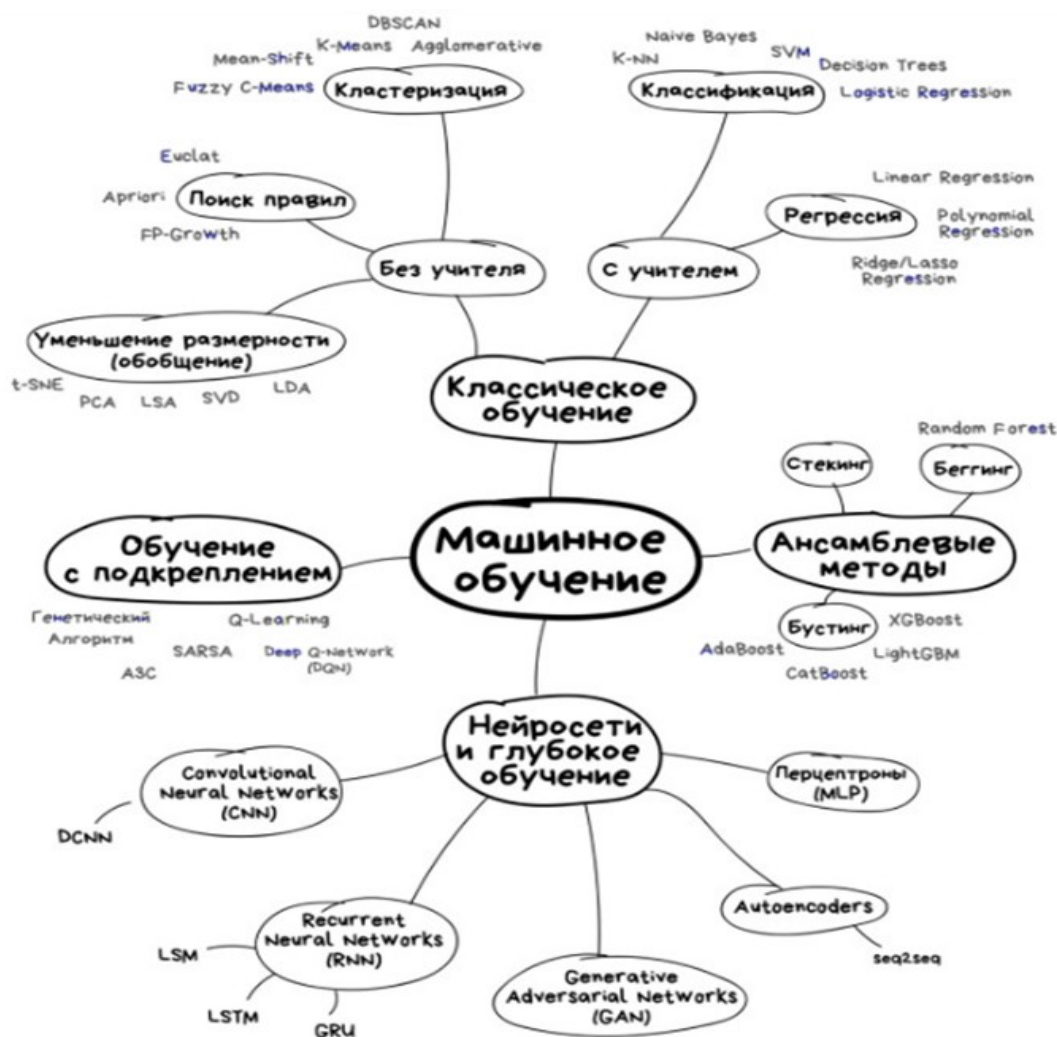 DBSCAN
K-Means
Agglomerative
Mean-Shift
Fuzzy C-Means
Кластеризация
Naive Bayes
K-NN
SVM
Decision Trees
Logistic Regression
Классификация
Euclat
Apriori
Поиск правил
FP-Growth
Linear Regression
Регрессия
Polynomial
Regression
Ridge/Lasso
Regression
Без учителя
С учителем
Уменьшение размерности
(обобщение)
t-SNE
PCA
LSA
SVD
LDA
Классическое
обучение
Random Forest
Стекинг
Беггинг
Обучение
с подкреплением
Машинное
обучение
Ансамблевые
методы
Генетический
Алгоритм
Q-Learning
SARSA
Deep Q-Network
(DQN)
A3C
Бустинг
XGBoost
AdaBoost
LightGBM
CatBoost
Нейросети
и глубокое
обучение
Convolutional
Neural Networks
(CNN)
DCNN
Перцептроны
(MLP)
Recurrent
Neural Networks
(RNN)
LSM
LSTM
GRU
Generative
Adversarial Networks
(GAN)
Autoencoders
seq2seq